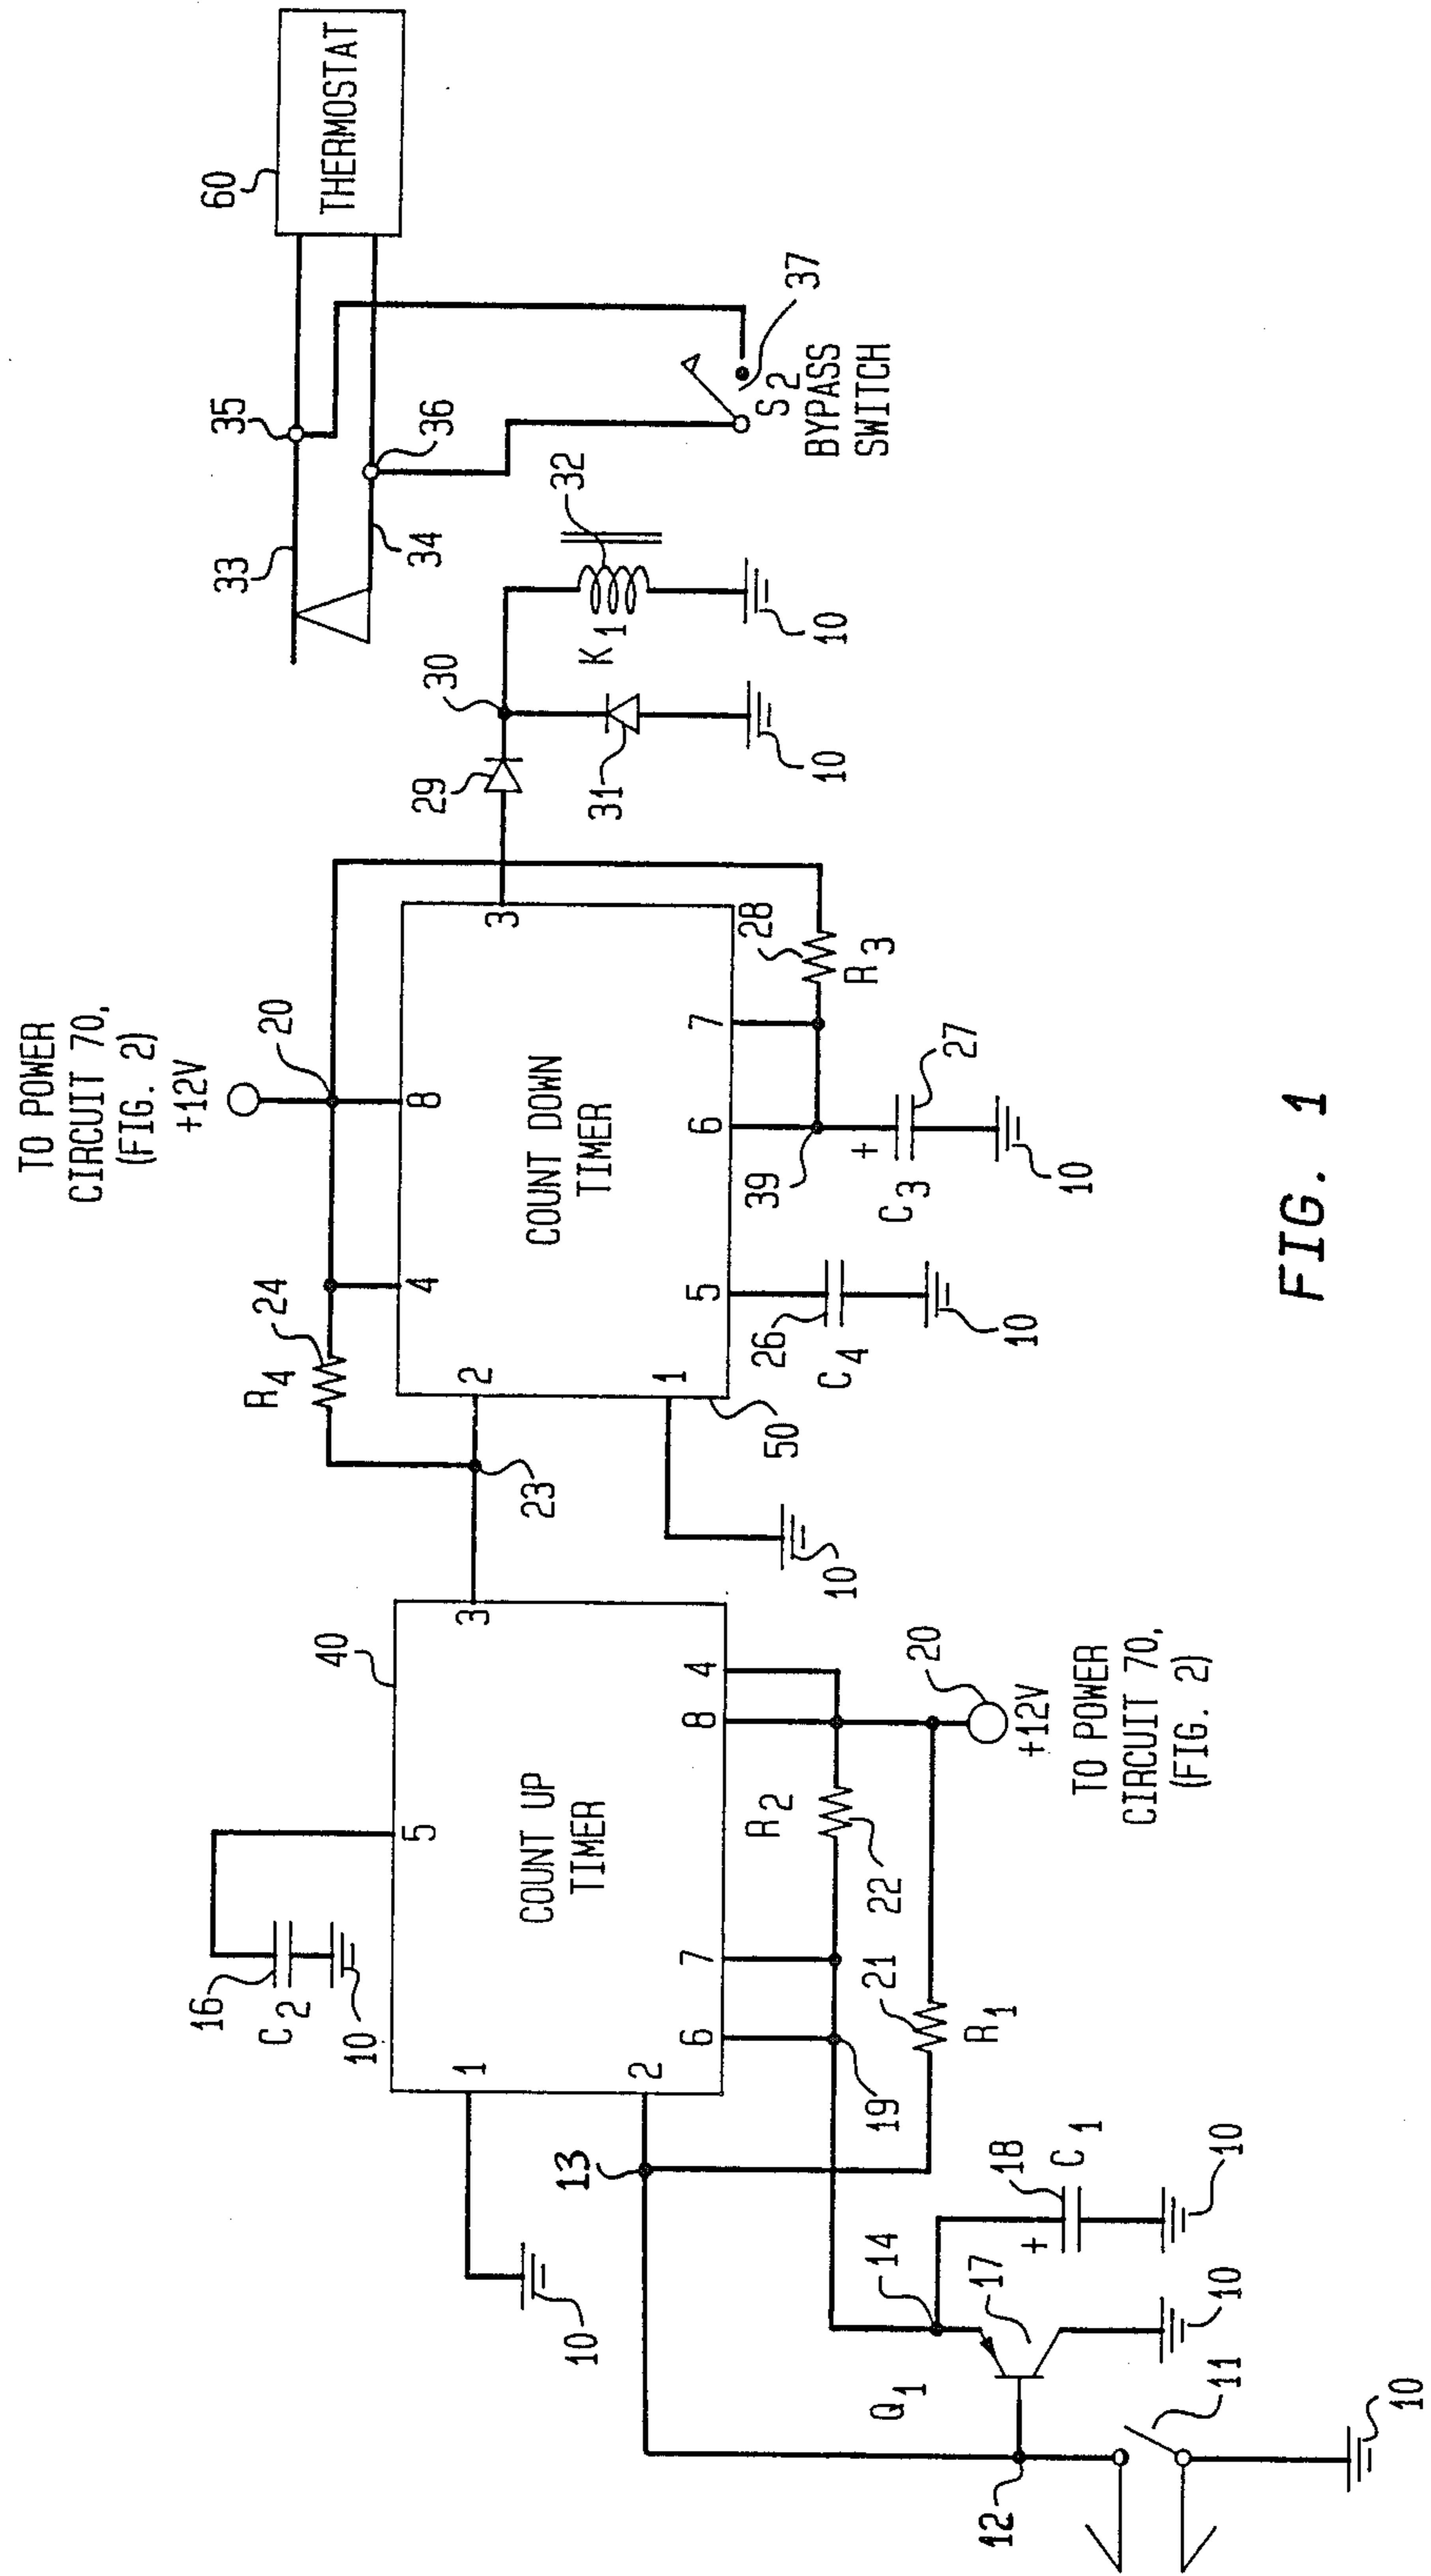 TO POWER
CIRCUIT 70,
(FIG. 2)
+12V
20
60
THERMOSTAT
33
35
34
36
37
S2
BYPASS
SWITCH
32
K1
10
30
29
31
10
40
COUNT UP
TIMER
1
2
3
4
5
6
7
8
16
C2
10
10
13
R2
22
21
R1
19
20
+12V
TO POWER
CIRCUIT 70,
(FIG. 2)
14
17
Q1
18
C1
10
10
12
11
10
R4
24
23
COUNT DOWN
TIMER
1
2
3
4
5
6
7
8
50
10
26
C4
10
39
+
C3
27
10
28
R3
+
FIG. 1